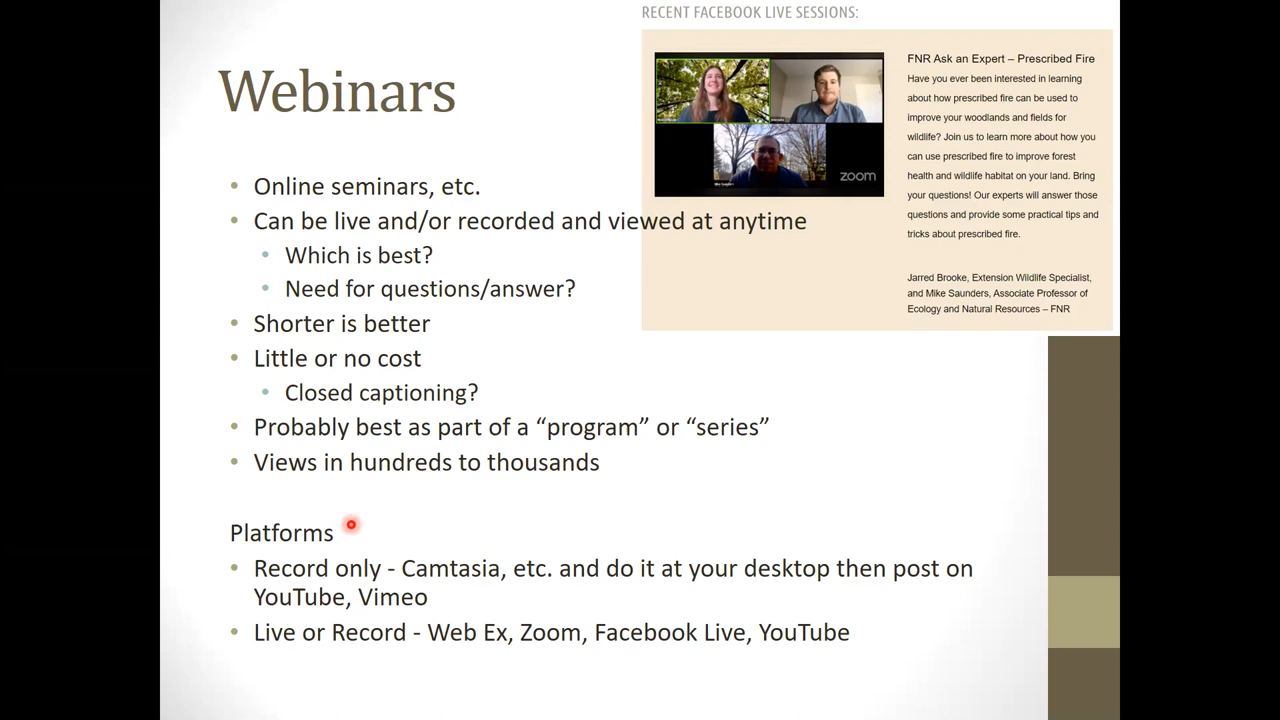 RECENT FACEBOOK LIVE SESSIONS:
Webinars
FNR Ask an Expert – Prescribed Fire
Have you ever been interested in learning
about how prescribed fire can be used to
improve your woodlands and fields for
wildlife? Join us to learn more about how you
can use prescribed fire to improve forest
health and wildlife habitat on your land. Bring
your questions! Our experts will answer those
questions and provide some practical tips and
tricks about prescribed fire.
Jarred Brooke, Extension Wildlife Specialist,
and Mike Saunders, Associate Professor of
Ecology and Natural Resources – FNR
zoom
• Online seminars, etc.
• Can be live and/or recorded and viewed at anytime
• Which is best?
• Need for questions/answer?
• Shorter is better
• Little or no cost
• Closed captioning?
• Probably best as part of a “program” or “series”
• Views in hundreds to thousands
Platforms
• Record only - Camtasia, etc. and do it at your desktop then post on
YouTube, Vimeo
• Live or Record - Web Ex, Zoom, Facebook Live, YouTube